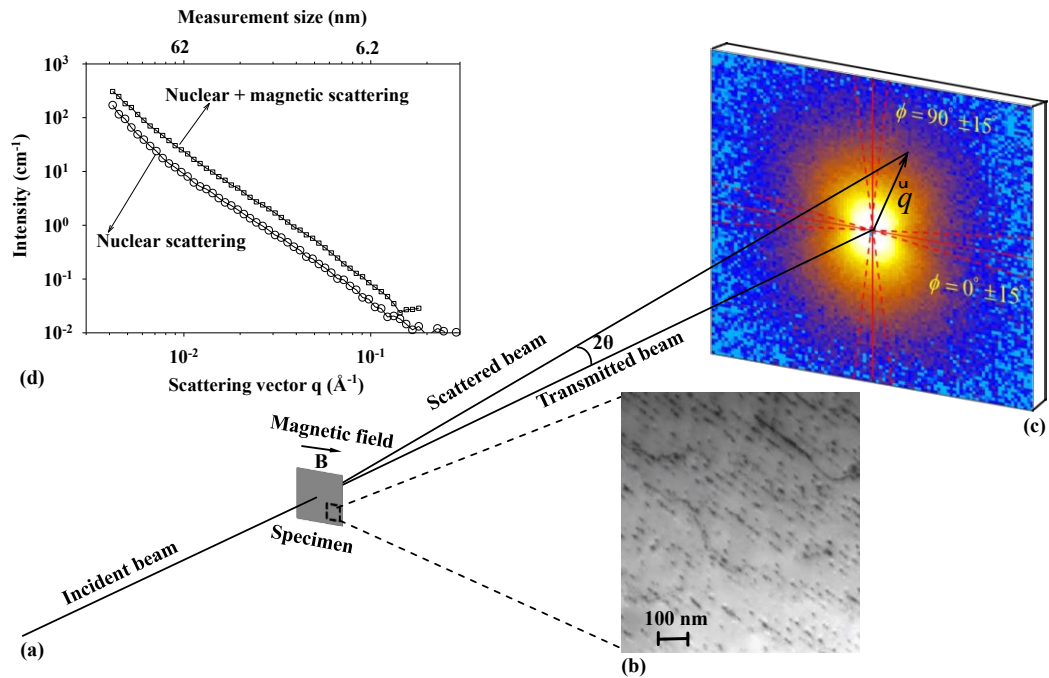 Measurement size (nm)
62
6.2
10³
10²
10¹
10⁰
10⁻¹
10⁻²
Intensity (cm⁻¹)
Nuclear + magnetic scattering
Nuclear scattering
10⁻²
10⁻¹
Scattering vector q (Å⁻¹)
(d)
ϕ = 90° ±15°
q
ϕ = 0° ±15°
(c)
Scattered beam
2θ
Transmitted beam
Magnetic field
B
Specimen
Incident beam
(a)
100 nm
(b)